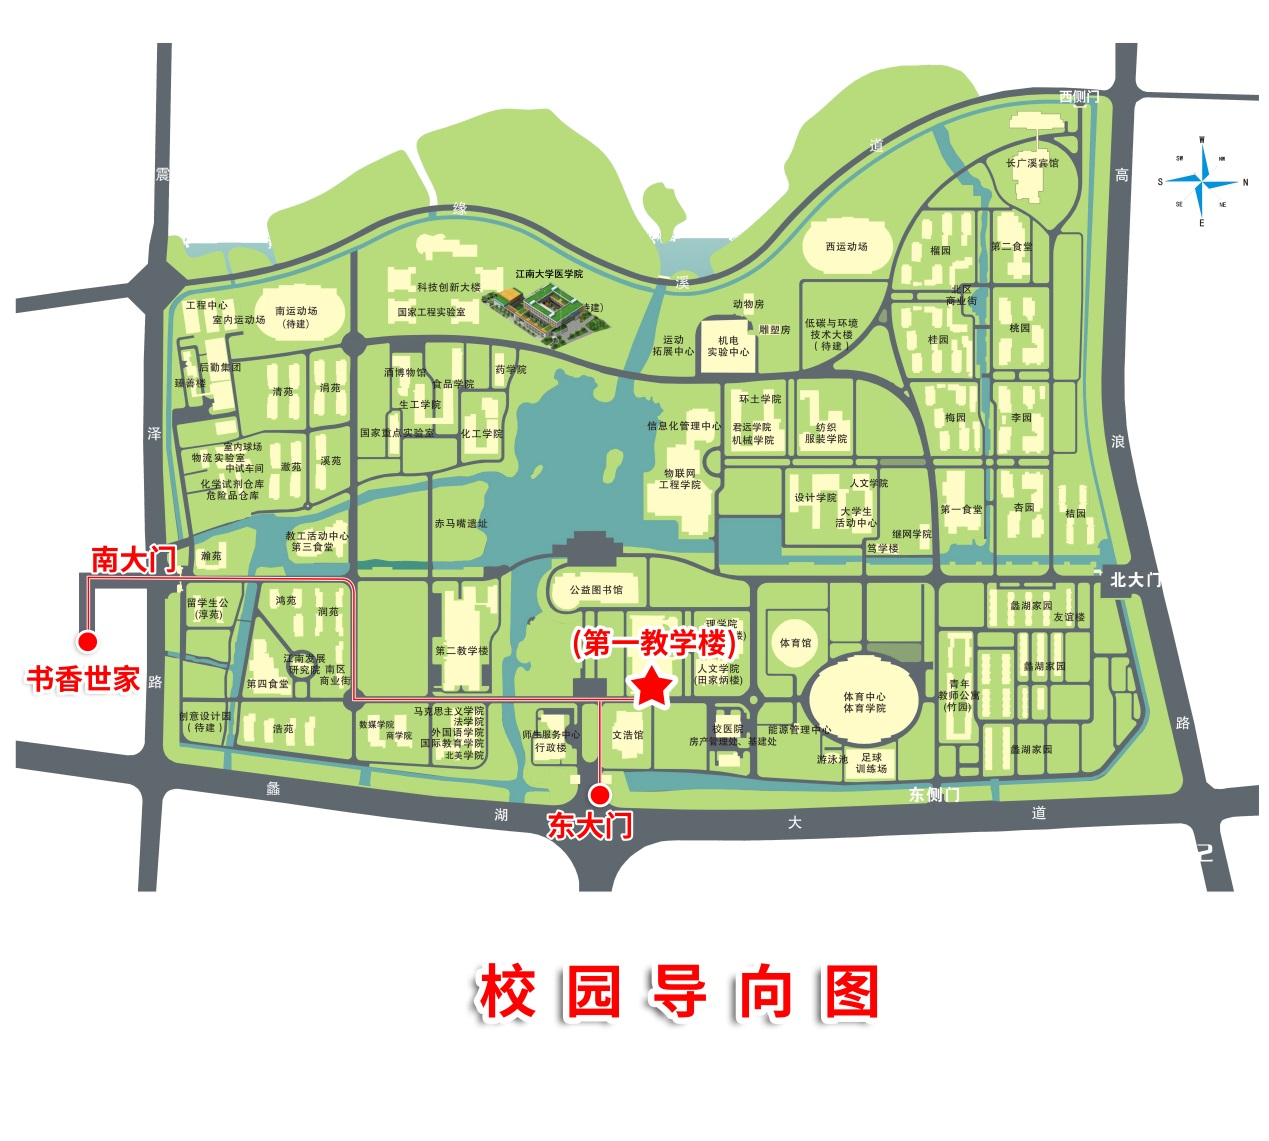 西侧门
长广溪宾馆
震
高
缘
道
溪
W
SW
NW
S
N
SE
NE
E
西运动场
榴园
第二食堂
江南大学医学院
科技创新大楼
国家工程实验室
建)
工程中心
室内运动场
南运动场
(待建)
动物房
雕塑房
北区
商业街
低碳与环境
技术大楼
(待建)
运动
拓展中心
机电
实验中心
桂园
桃园
后勤集团
臻善楼
清苑
涓苑
酒博物馆
食品学院
药学院
生工学院
国家重点实验室
化工学院
环土学院
君远学院
机械学院
信息化管理中心
纺织
服装学院
梅园
李园
泽
浪
室内球场
物流实验室
中试车间
化学试剂仓库
危险品仓库
澈苑
溪苑
物联网
工程学院
人文学院
设计学院
大学生
活动中心
继网学院
笃学楼
第一食堂
杏园
桔园
赤马嘴遗址
教工活动中心
第三食堂
瀚苑
南大门
北大门
留学生公
(淳苑)
鸿苑
润苑
公益图书馆
蠡湖家园
友谊楼
理学院
(第一教学楼)
体育馆
书香世家
第二教学楼
江南发展
研究院
南区
商业街
第四食堂
人文学院
(田家炳楼)
蠡湖家园
青年
教师公寓
(竹园)
体育中心
体育学院
路
路
创意设计园
(待建)
浩苑
数媒学院
商学院
马克思主义学院
法学院
外国语学院
国际教育学院
北美学院
师生服务中心
行政楼
文浩馆
校医院
房产管理处、基建处
能源管理中心
游泳池
足球
训练场
蠡湖家园
东侧门
东大门
蠡
湖
大
道
校园导向图